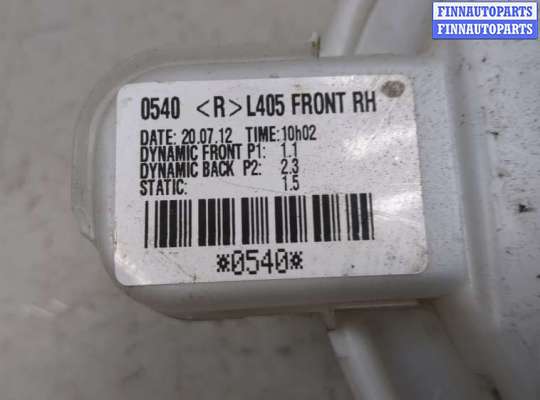 FINNAUTOPARTS
FINNAUTOPARTS
0540 <R>L405 FRONT RH
DATE: 20.07.12 TIME:10h02
DYNAMIC FRONT P1: 1.1
DYNAMIC BACK P2: 2.3
STATIC: 1.5
*0540*